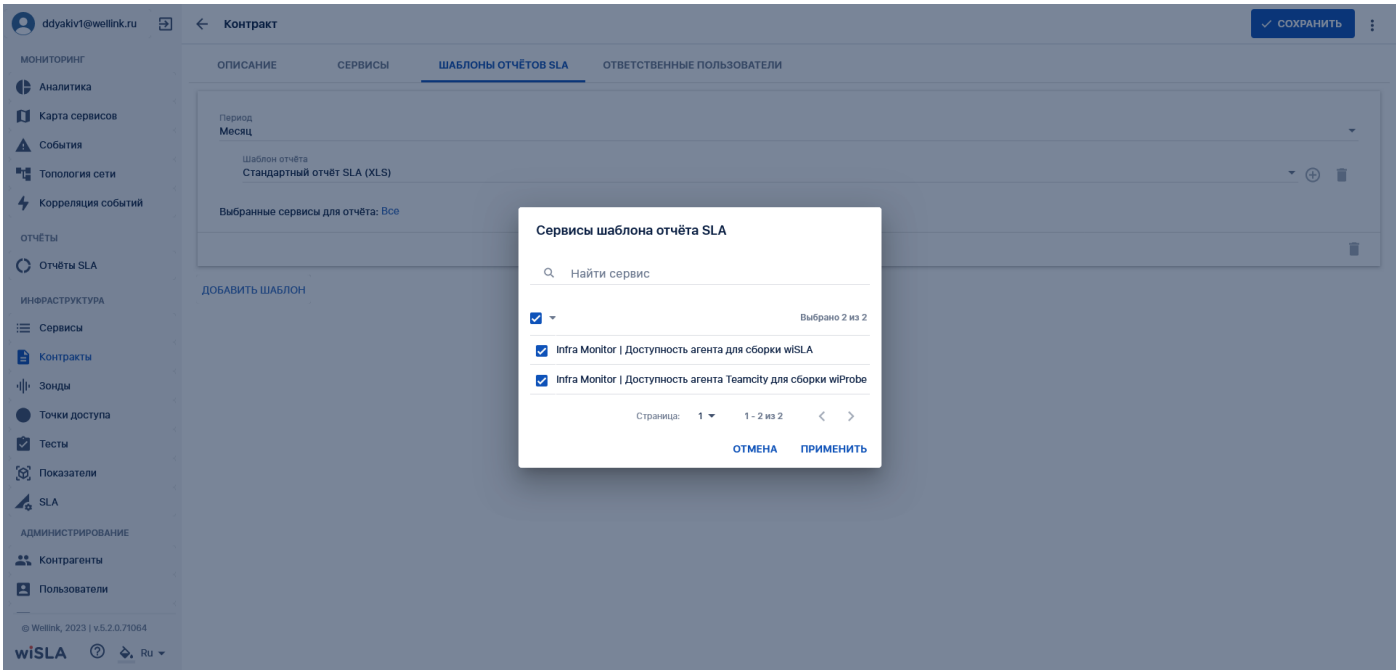 ddyakiv1@wellink.ru
Контракт
СОХРАНИТЬ
МОНИТОРИНГ
Аналитика
Карта сервисов
События
Топология сети
Корреляция событий
ОТЧЁТЫ
Отчёты SLA
ИНФРАСТРУКТУРА
Сервисы
Контракты
Зонды
Точки доступа
Тесты
Показатели
SLA
АДМИНИСТРИРОВАНИЕ
Контрагенты
Пользователи
© Wellink, 2023 | v.5.2.0.71064
wiSLA
Ru
ОПИСАНИЕ
СЕРВИСЫ
ШАБЛОНЫ ОТЧЁТОВ SLA
ОТВЕТСТВЕННЫЕ ПОЛЬЗОВАТЕЛИ
Период
Месяц
Шаблон отчёта
Стандартный отчёт SLA (XLS)
Выбранные сервисы для отчёта: Все
ДОБАВИТЬ ШАБЛОН
Сервисы шаблона отчёта SLA
Найти сервис
Выбрано 2 из 2
Infra Monitor | Доступность агента для сборки wiSLA
Infra Monitor | Доступность агента Teamcity для сборки wiProbe
Страница: 1 1 - 2 из 2
ОТМЕНА ПРИМЕНИТЬ